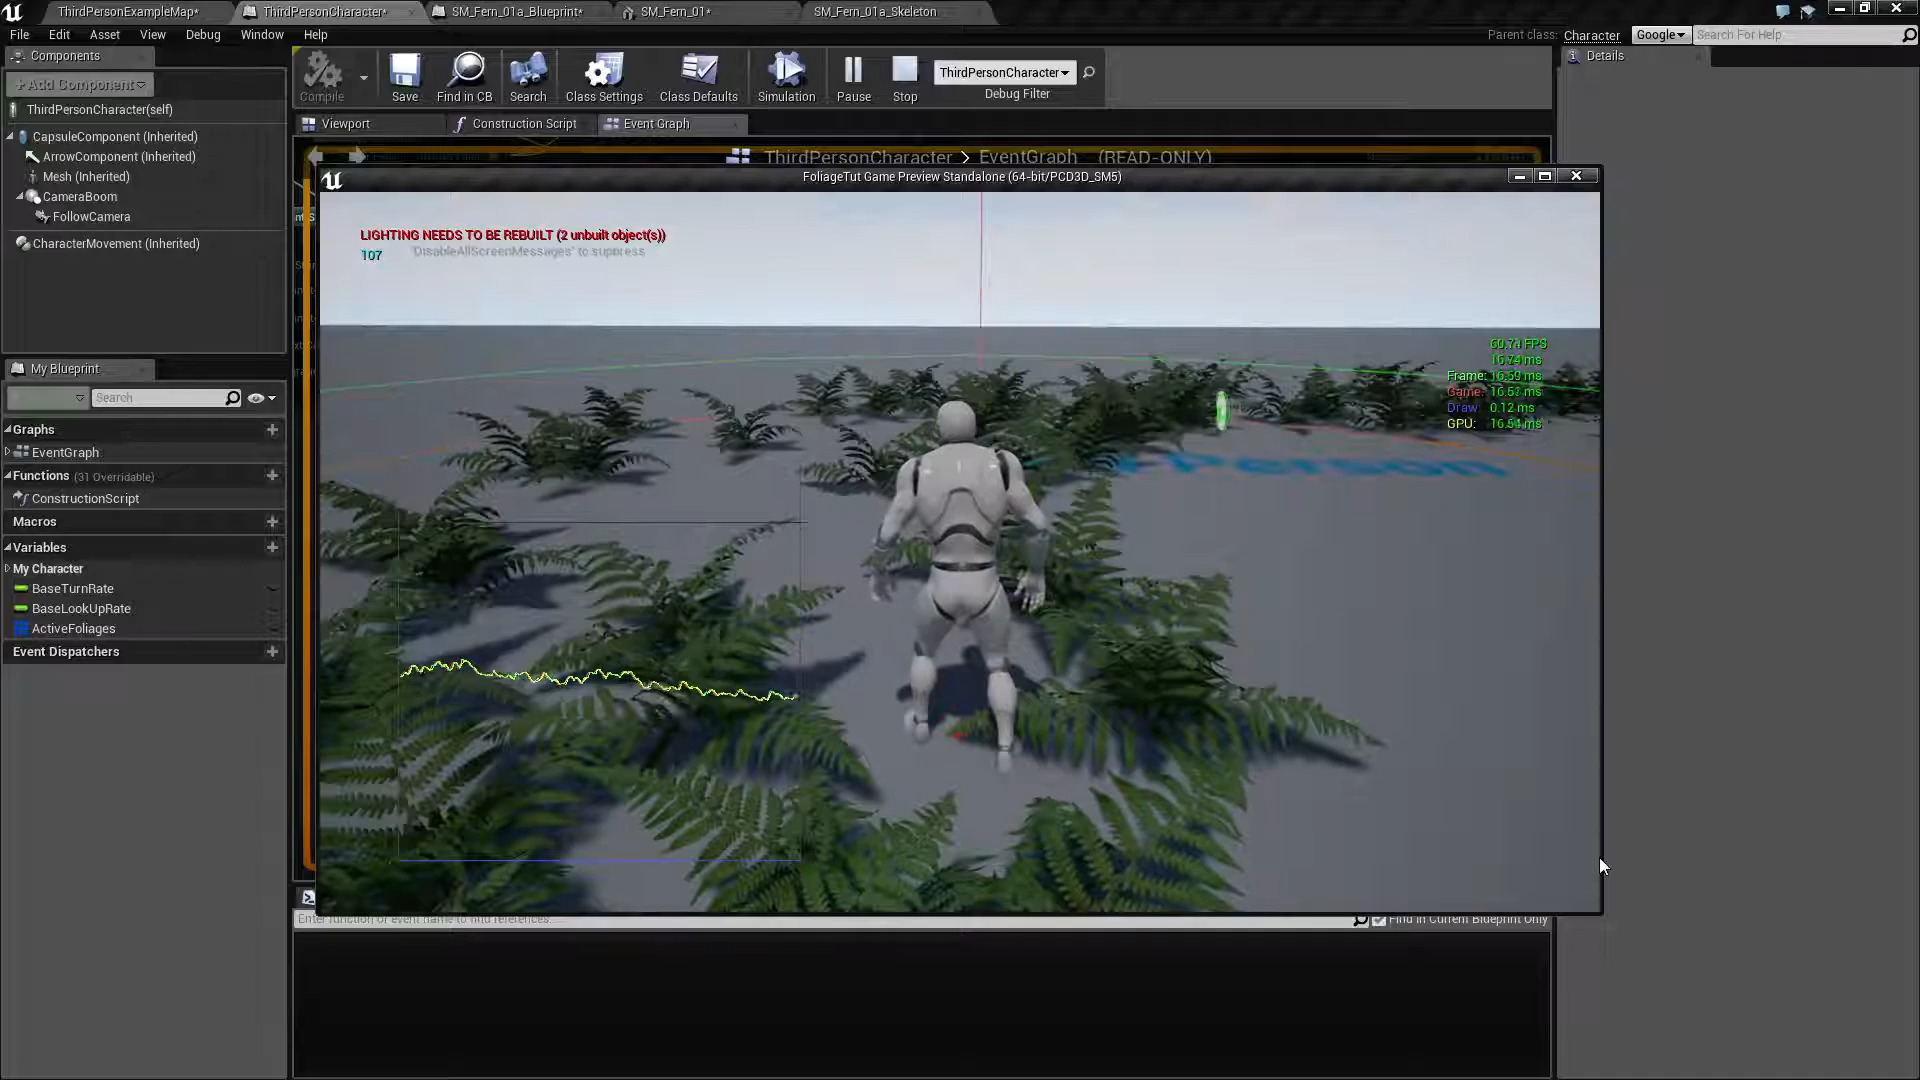 ThirdPersonExampleMap*
ThirdPersonCharacter*
SM_Fern_01a_Blueprint*
SM_Fern_01*
SM_Fern_01a_Skeleton
File Edit Asset View Debug Window Help
Parent class: Character
Google
Search For Help
Components
Details
+Add Component
Compile
Save
Find in CB
Search
Class Settings
Class Defaults
Simulation
Pause
Stop
ThirdPersonCharacter
Debug Filter
ThirdPersonCharacter(self)
CapsuleComponent (Inherited)
ArrowComponent (Inherited)
Mesh (Inherited)
CameraBoom
FollowCamera
CharacterMovement (Inherited)
Viewport
Construction Script
Event Graph
ThirdPersonCharacter > EventGraph (READ-ONLY)
FoliageTut Game Preview Standalone (64-bit/PCD3D_SM5)
LIGHTING NEEDS TO BE REBUILT (2 unbuilt object(s))
107
'DisableAllScreenMessages' to suppress
60.74 FPS
16.74 ms
Frame: 16.59 ms
Game: 16.53 ms
Draw: 0.12 ms
GPU: 16.54 ms
My Blueprint
Search
Graphs
EventGraph
Functions (31 Overridable)
ConstructionScript
Macros
Variables
My Character
BaseTurnRate
BaseLookUpRate
ActiveFoliages
Event Dispatchers
Enter function or event name to find references...
Find in Current Blueprint Only